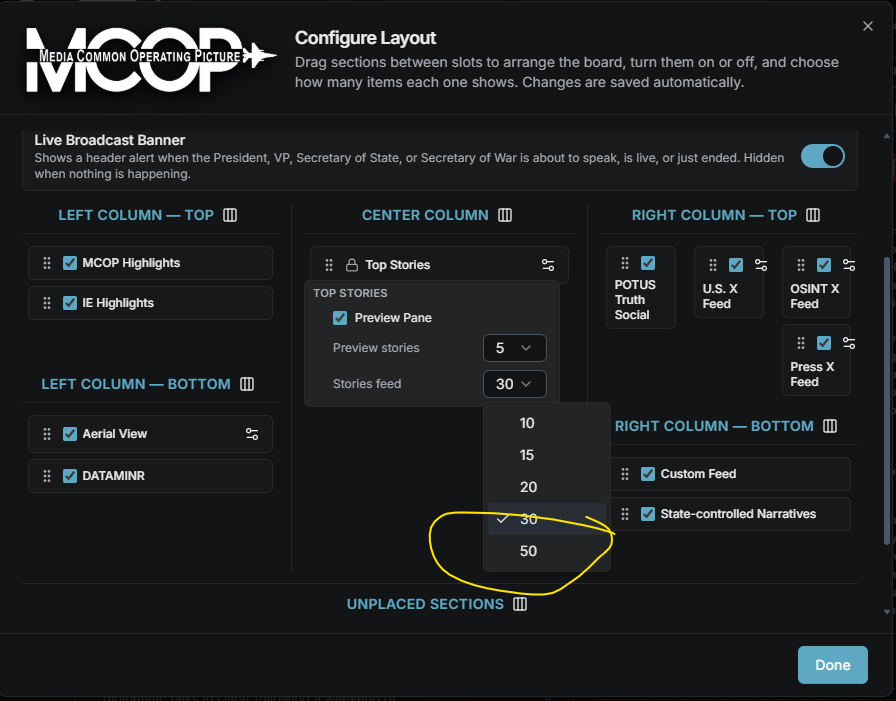 MCOP
MEDIA COMMON OPERATING PICTURE
Configure Layout
Drag sections between slots to arrange the board, turn them on or off, and choose
how many items each one shows. Changes are saved automatically.
Live Broadcast Banner
Shows a header alert when the President, VP, Secretary of State, or Secretary of War is about to speak, is live, or just ended. Hidden
when nothing is happening.
LEFT COLUMN — TOP
MCOP Highlights
IE Highlights
LEFT COLUMN — BOTTOM
Aerial View
DATAMINR
CENTER COLUMN
Top Stories
TOP STORIES
Preview Pane
Preview stories
5
Stories feed
30
10
15
20
30
50
RIGHT COLUMN — TOP
POTUS
Truth
Social
U.S. X
Feed
OSINT X
Feed
Press X
Feed
RIGHT COLUMN — BOTTOM
Custom Feed
State-controlled Narratives
UNPLACED SECTIONS
Done